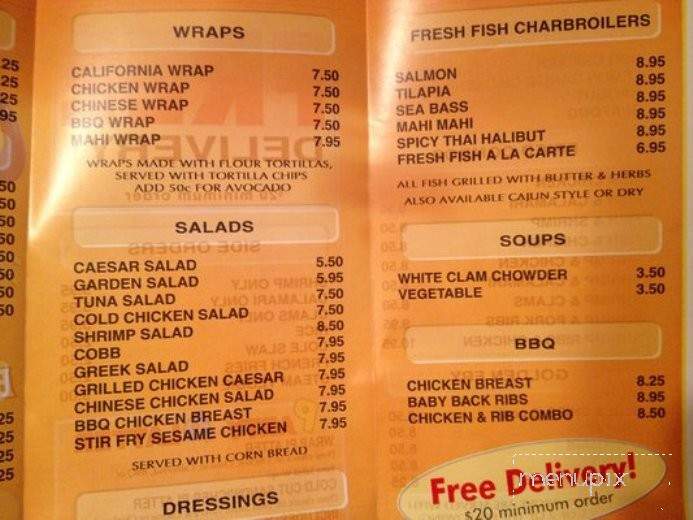 WRAPS
CALIFORNIA WRAP 7.50
CHICKEN WRAP 7.50
CHINESE WRAP 7.50
BBQ WRAP 7.50
MAHI WRAP 7.95
WRAPS MADE WITH FLOUR TORTILLAS,
SERVED WITH TORTILLA CHIPS
ADD 50c FOR AVOCADO
SALADS
CAESAR SALAD 5.50
GARDEN SALAD 5.95
TUNA SALAD 7.50
COLD CHICKEN SALAD 7.50
SHRIMP SALAD 8.50
COBB 7.95
GREEK SALAD 7.95
GRILLED CHICKEN CAESAR 7.95
CHINESE CHICKEN SALAD 7.95
BBQ CHICKEN BREAST 7.95
STIR FRY SESAME CHICKEN 7.95
SERVED WITH CORN BREAD
DRESSINGS
FRESH FISH CHARBROILERS
SALMON 8.95
TILAPIA 8.95
SEA BASS 8.95
MAHI MAHI 8.95
SPICY THAI HALIBUT 8.95
FRESH FISH A LA CARTE 6.95
ALL FISH GRILLED WITH BUTTER & HERBS
ALSO AVAILABLE CAJUN STYLE OR DRY
SOUPS
WHITE CLAM CHOWDER 3.50
VEGETABLE 3.50
BBQ
CHICKEN BREAST 8.25
BABY BACK RIBS 8.95
CHICKEN & RIB COMBO 8.50
Free Delivery!
$20 minimum order
menupix